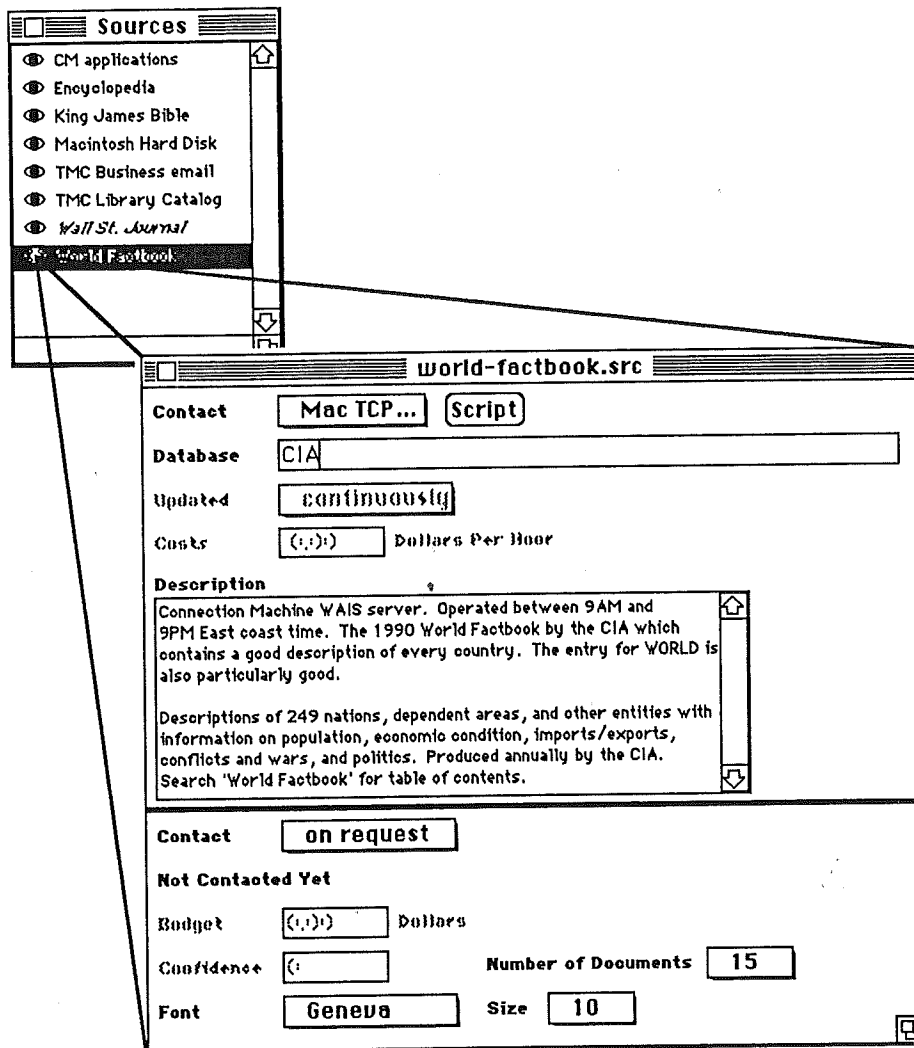 Sources
CM applications
Encyclopedia
King James Bible
Macintosh Hard Disk
TMC Business email
TMC Library Catalog
Wall St. Journal
World Factbook
world-factbook.src
Contact Mac TCP... Script
Database CIA
Updated continuously
Costs Dollars Per Hour
Description
Connection Machine WAIS server. Operated between 9AM and
9PM East coast time. The 1990 World Factbook by the CIA which
contains a good description of every country. The entry for WORLD is
also particularly good.
Descriptions of 249 nations, dependent areas, and other entities with
information on population, economic condition, imports/exports,
conflicts and wars, and politics. Produced annually by the CIA.
Search 'World Factbook' for table of contents.
Contact on request
Not Contacted Yet
Budget Dollars
Confidence Number of Documents 15
Font Geneva Size 10